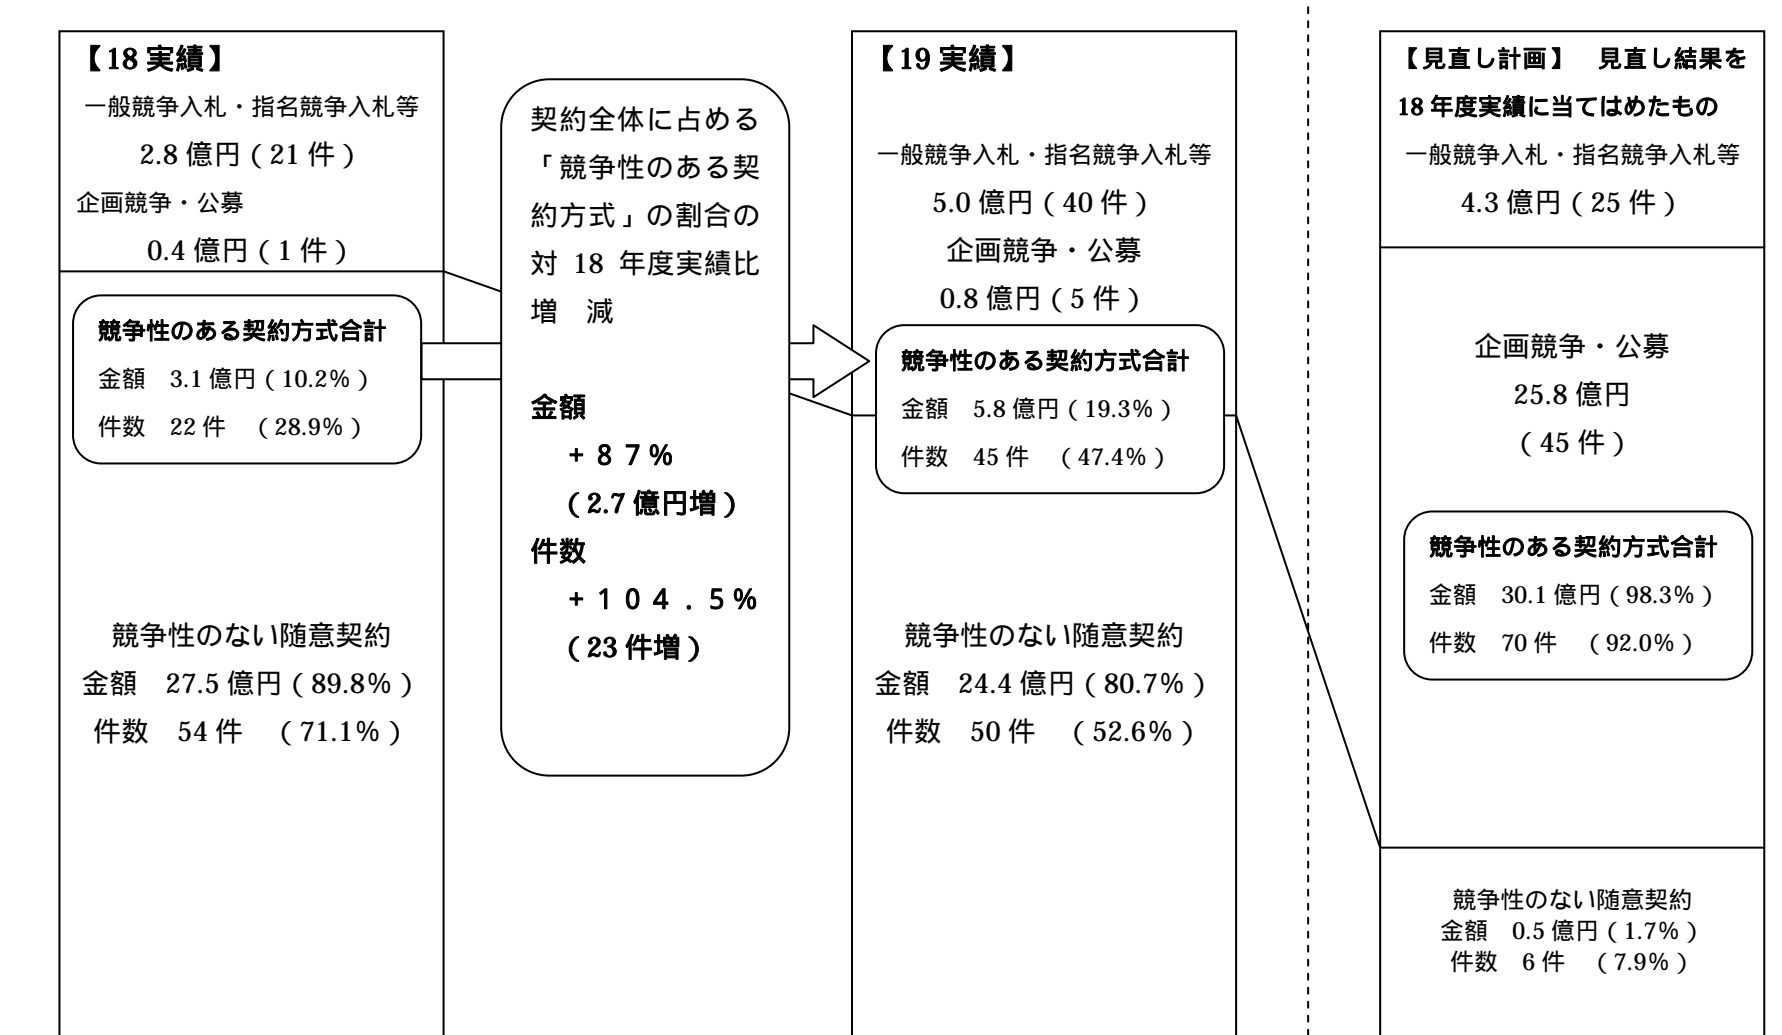 【18 実績】
一般競争入札・指名競争入札等
2.8 億円（21 件）
企画競争・公募
0.4 億円（1 件）
競争性のある契約方式合計
金額　3.1 億円（10.2%）
件数　22 件　（28.9%）
競争性のない随意契約
金額　27.5 億円（89.8%）
件数　54 件　（71.1%）
契約全体に占める
「競争性のある契
約方式」の割合の
対 18 年度実績比
増　減
金額
+８７%
（2.7 億円増）
件数
+１０４．５%
（23 件増）
【19 実績】
一般競争入札・指名競争入札等
5.0 億円（40 件）
企画競争・公募
0.8 億円（5 件）
競争性のある契約方式合計
金額　5.8 億円（19.3%）
件数　45 件　（47.4%）
競争性のない随意契約
金額　24.4 億円（80.7%）
件数　50 件　（52.6%）
【見直し計画】　見直し結果を
18 年度実績に当てはめたもの
一般競争入札・指名競争入札等
4.3 億円（25 件）
企画競争・公募
25.8 億円
（45 件）
競争性のある契約方式合計
金額　30.1 億円（98.3%）
件数　70 件　（92.0%）
競争性のない随意契約
金額　0.5 億円（1.7%）
件数　6 件　（7.9%）